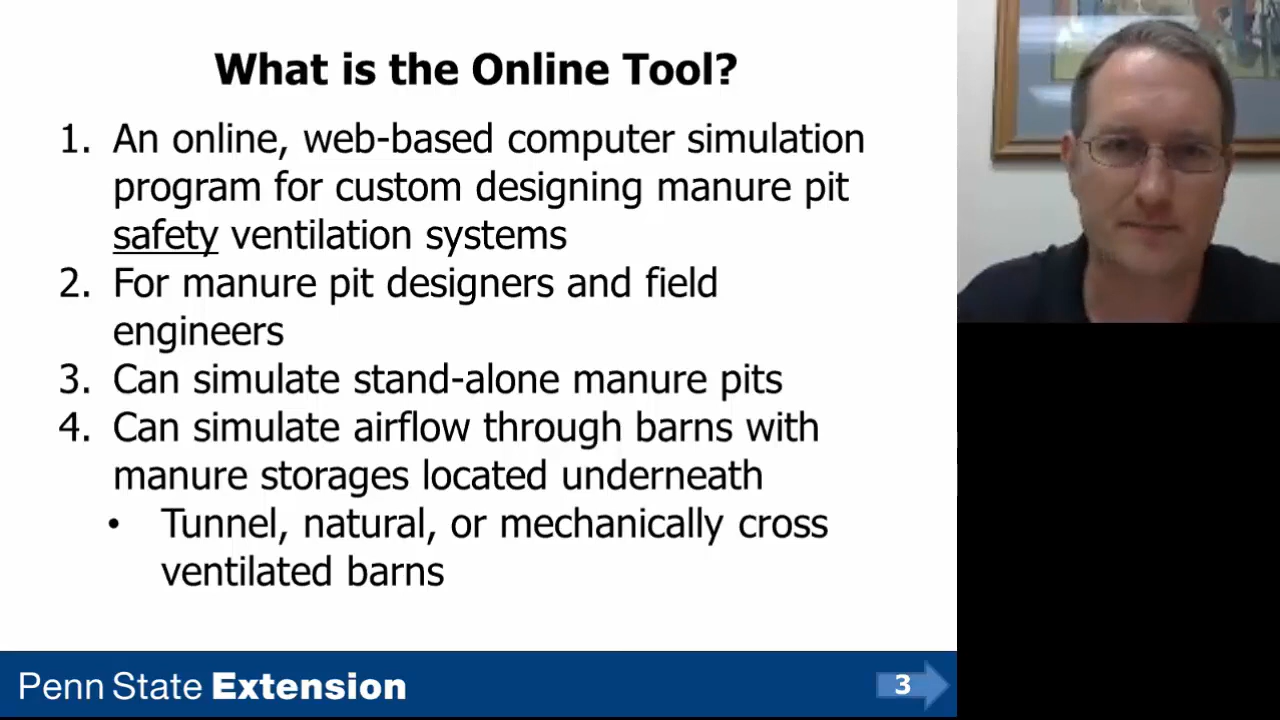 What is the Online Tool?
1. An online, web-based computer simulation
program for custom designing manure pit
safety ventilation systems
2. For manure pit designers and field
engineers
3. Can simulate stand-alone manure pits
4. Can simulate airflow through barns with
manure storages located underneath
• Tunnel, natural, or mechanically cross
ventilated barns
Penn State Extension
3